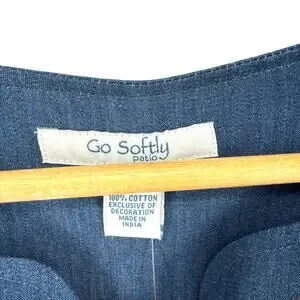 Go Softly
patio
100% COTTON
EXCLUSIVE OF
DECORATION
MADE IN
INDIA